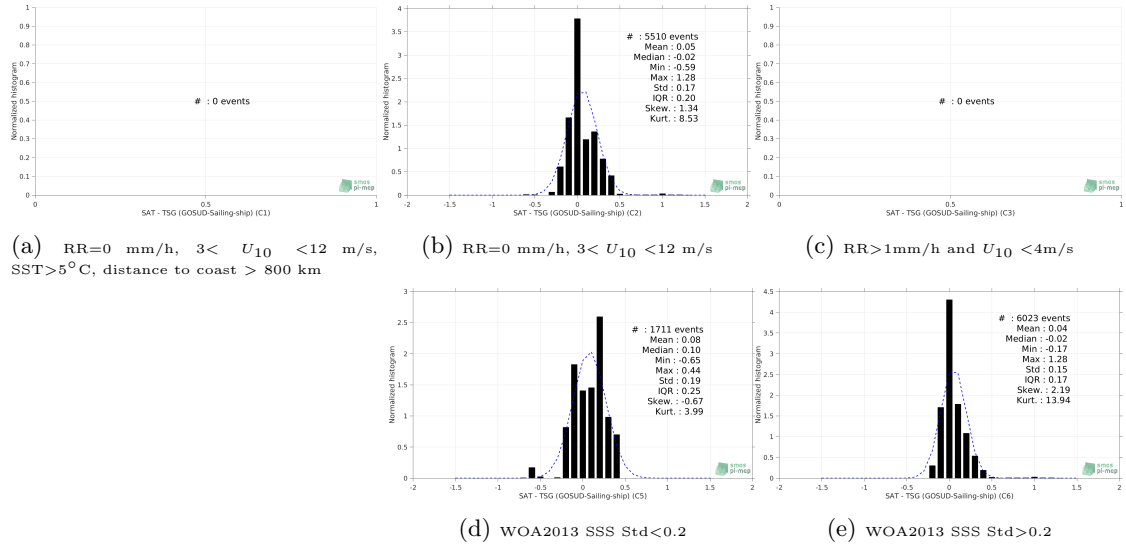 1
0.9
0.8
0.7
0.6
0.5
0.4
0.3
0.2
0.1
0
Normalized histogram
# : 0 events
0 0.5 1
SAT - TSG (GOSUD-Sailing-ship) (C1)
smos
pi-mep
(a) RR=0 mm/h, 3< U10 <12 m/s,
SST>5°C, distance to coast > 800 km
4
3.5
3
2.5
2
1.5
1
0.5
0
Normalized histogram
# : 5510 events
Mean : 0.05
Median : -0.02
Min : -0.59
Max : 1.28
Std : 0.17
IQR : 0.20
Skew. : 1.34
Kurt. : 8.53
-2 -1.5 -1 -0.5 0 0.5 1 1.5 2
SAT - TSG (GOSUD-Sailing-ship) (C2)
smos
pi-mep
(b) RR=0 mm/h, 3< U10 <12 m/s
1
0.9
0.8
0.7
0.6
0.5
0.4
0.3
0.2
0.1
0
Normalized histogram
# : 0 events
0 0.5 1
SAT - TSG (GOSUD-Sailing-ship) (C3)
smos
pi-mep
(c) RR>1mm/h and U10 <4m/s
3
2.5
2
1.5
1
0.5
0
Normalized histogram
# : 1711 events
Mean : 0.08
Median : 0.10
Min : -0.65
Max : 0.44
Std : 0.19
IQR : 0.25
Skew. : -0.67
Kurt. : 3.99
-2 -1.5 -1 -0.5 0 0.5 1 1.5 2
SAT - TSG (GOSUD-Sailing-ship) (C5)
smos
pi-mep
(d) WOA2013 SSS Std<0.2
4.5
4
3.5
3
2.5
2
1.5
1
0.5
0
Normalized histogram
# : 6023 events
Mean : 0.04
Median : -0.02
Min : -0.17
Max : 1.28
Std : 0.15
IQR : 0.17
Skew. : 2.19
Kurt. : 13.94
-2 -1.5 -1 -0.5 0 0.5 1 1.5 2
SAT - TSG (GOSUD-Sailing-ship) (C6)
smos
pi-mep
(e) WOA2013 SSS Std>0.2